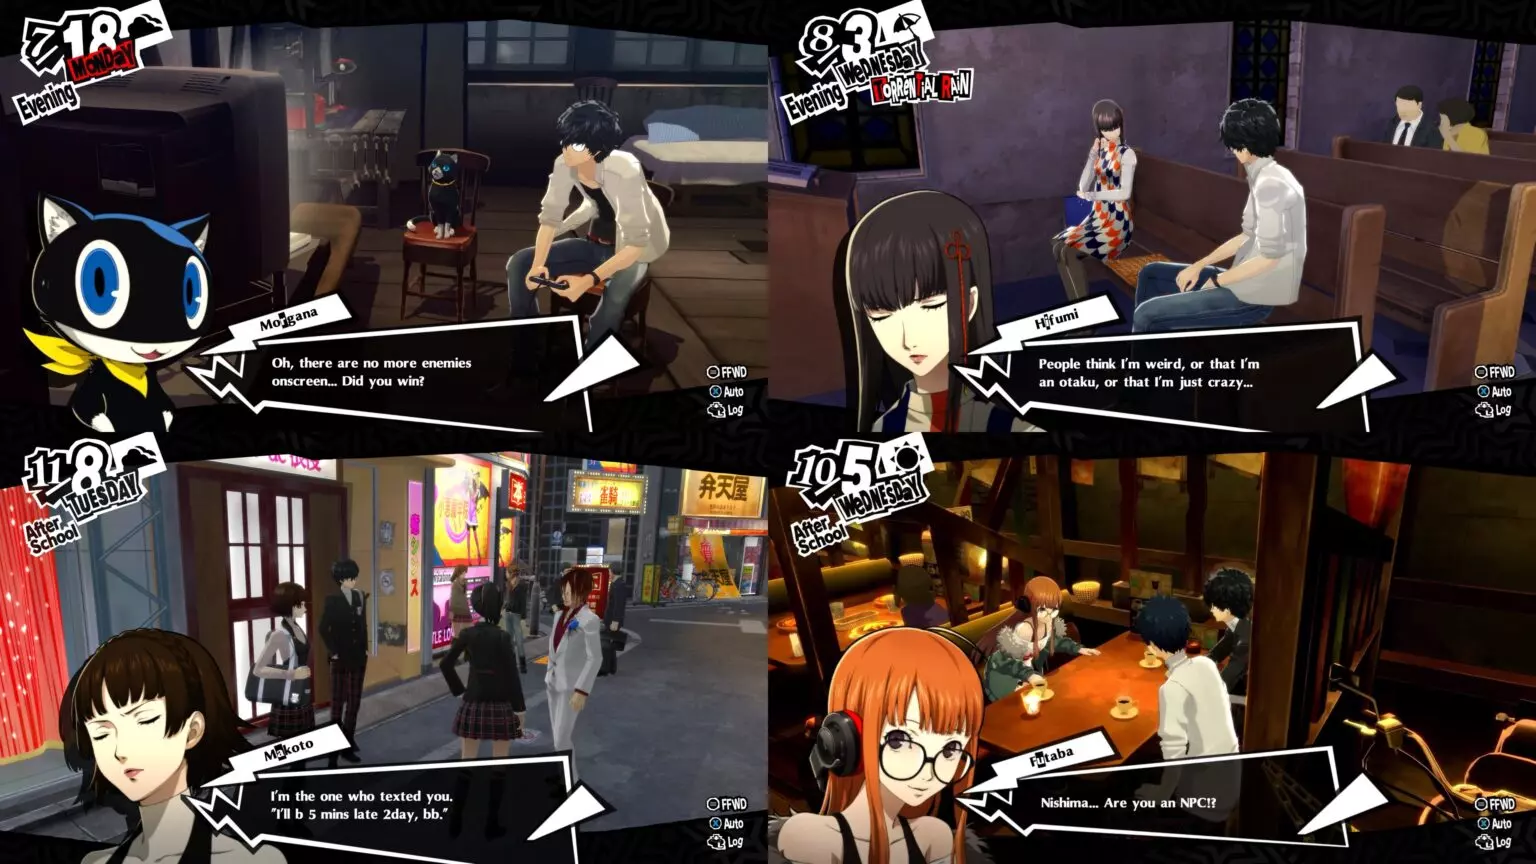 7/18
MONDAY
Evening
Morgana
Oh, there are no more enemies
onscreen... Did you win?
FFWD
Auto
Log
8/3
WEDNESDAY
Evening
TORRENTIAL RAIN
Hifumi
People think I'm weird, or that I'm
an otaku, or that I'm just crazy...
FFWD
Auto
Log
11/8
TUESDAY
After
School
弁天屋
Makoto
I'm the one who texted you.
"I'll b 5 mins late 2day, bb."
FFWD
Auto
Log
10/5
WEDNESDAY
After
School
Futaba
Nishima... Are you an NPC!?
FFWD
Auto
Log